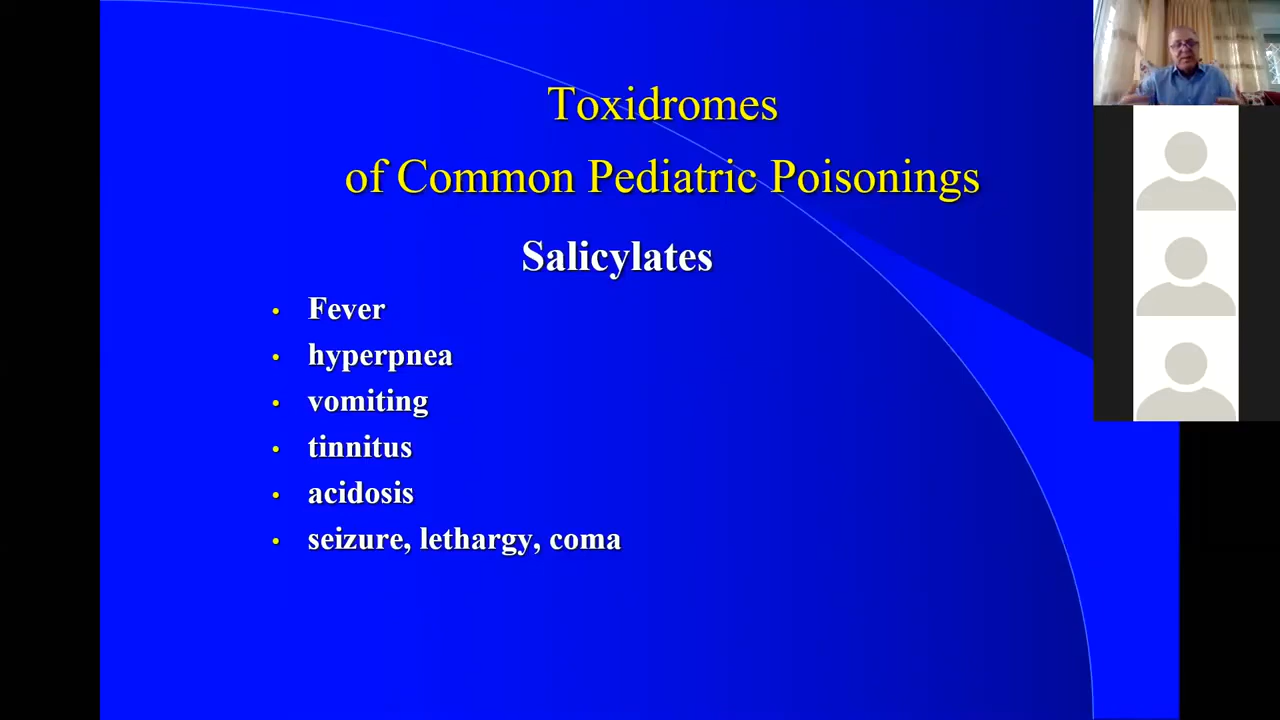 Toxidromes
of Common Pediatric Poisonings
Salicylates
• Fever
• hyperpnea
• vomiting
• tinnitus
• acidosis
• seizure, lethargy, coma